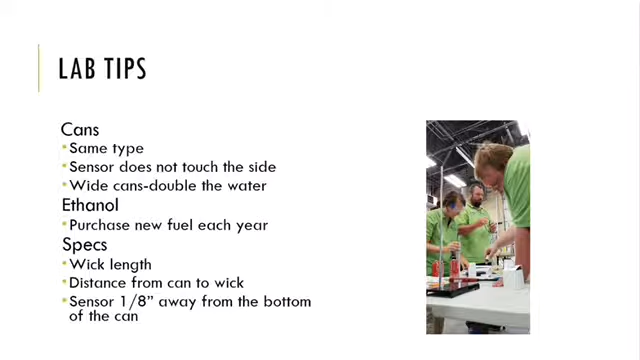 LAB TIPS
Cans
•Same type
•Sensor does not touch the side
•Wide cans-double the water
Ethanol
•Purchase new fuel each year
Specs
•Wick length
•Distance from can to wick
•Sensor 1/8” away from the bottom
of the can